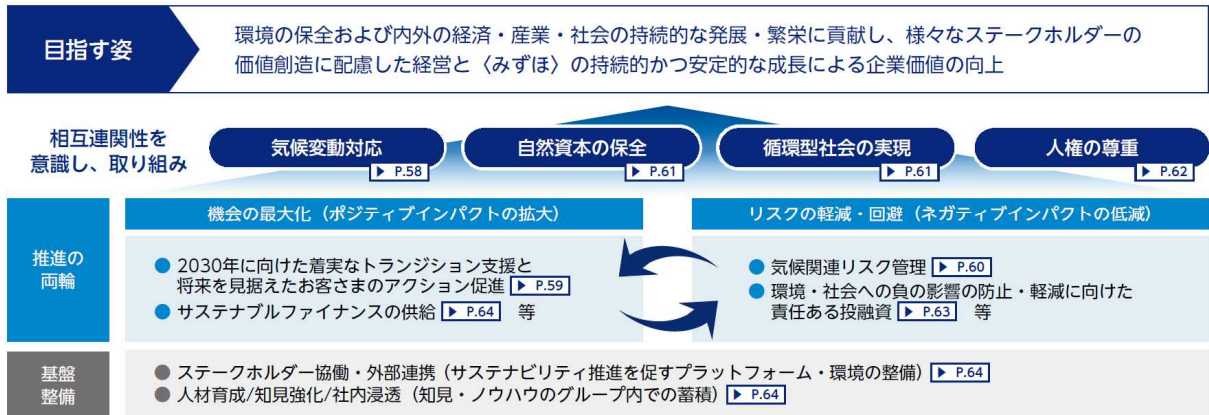 目指す姿
環境の保全および内外の経済・産業・社会の持続的な発展・繁栄に貢献し、様々なステークホルダーの
価値創造に配慮した経営と〈みずほ〉の持続的かつ安定的な成長による企業価値の向上
相互連関性を
意識し、取り組み
気候変動対応
▶ P.58
自然資本の保全
▶ P.61
循環型社会の実現
▶ P.61
人権の尊重
▶ P.62
推進の
両輪
機会の最大化（ポジティブインパクトの拡大）
● 2030年に向けた着実なトランジション支援と
将来を見据えたお客さまのアクション促進 ▶ P.59
● サステナブルファイナンスの供給 ▶ P.64 等
リスクの軽減・回避（ネガティブインパクトの低減）
● 気候関連リスク管理 ▶ P.60
● 環境・社会への負の影響の防止・軽減に向けた
責任ある投融資 ▶ P.63 等
基盤
整備
● ステークホルダー協働・外部連携（サステナビリティ推進を促すプラットフォーム・環境の整備）▶ P.64
● 人材育成/知見強化/社内浸透（知見・ノウハウのグループ内での蓄積）▶ P.64